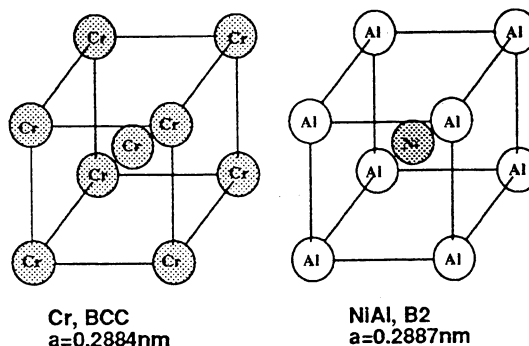 Cr Cr Al Al
Cr Cr Cr Al Ni Al
Cr Cr Al Al
Cr Cr Al Al
Cr, BCC
a=0.2884nm
NiAl, B2
a=0.2887nm